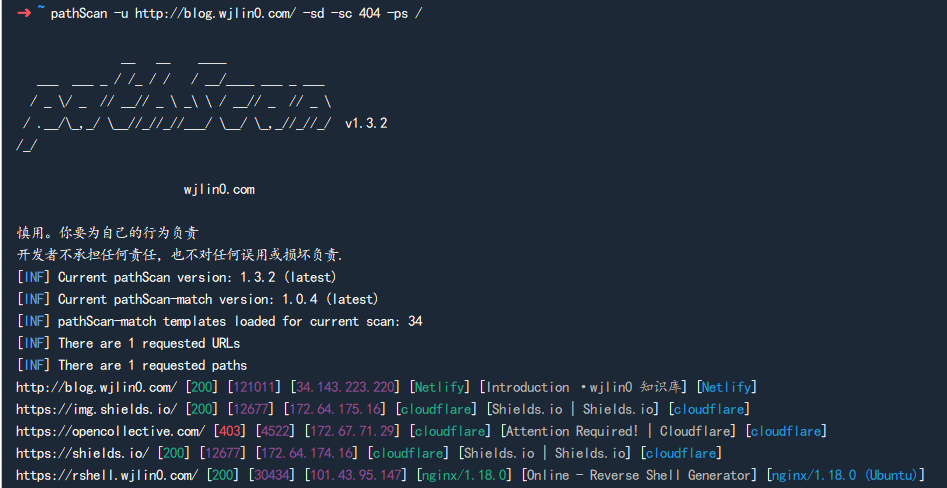 → ~ pathScan -u http://blog.wjlin0.com/ -sd -sc 404 -ps /
pathScan v1.3.2
wjlin0.com
慎用。你要为自己的行为负责
开发者不承担任何责任，也不对任何误用或损坏负责.
[INF] Current pathScan version: 1.3.2 (latest)
[INF] Current pathScan-match version: 1.0.4 (latest)
[INF] pathScan-match templates loaded for current scan: 34
[INF] There are 1 requested URLs
[INF] There are 1 requested paths
http://blog.wjlin0.com/ [200] [121011] [34.143.223.220] [Netlify] [Introduction · wjlin0 知识库] [Netlify]
https://img.shields.io/ [200] [12677] [172.64.175.16] [cloudflare] [Shields.io | Shields.io] [cloudflare]
https://opencollective.com/ [403] [4522] [172.67.71.29] [cloudflare] [Attention Required! | Cloudflare] [cloudflare]
https://shields.io/ [200] [12677] [172.64.174.16] [cloudflare] [Shields.io | Shields.io] [cloudflare]
https://rshell.wjlin0.com/ [200] [30434] [101.43.95.147] [nginx/1.18.0] [Online - Reverse Shell Generator] [nginx/1.18.0 (Ubuntu)]